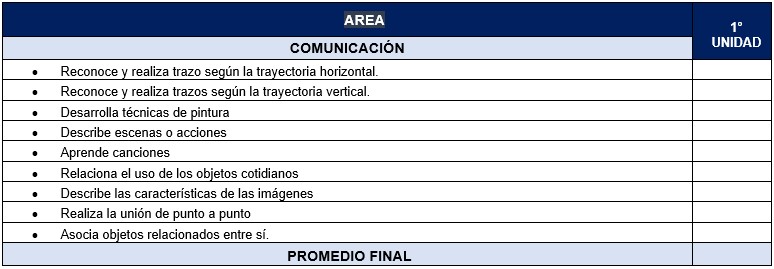 AREA
1°
UNIDAD
COMUNICACIÓN
• Reconoce y realiza trazo según la trayectoria horizontal.
• Reconoce y realiza trazos según la trayectoria vertical.
• Desarrolla técnicas de pintura
• Describe escenas o acciones
• Aprende canciones
• Relaciona el uso de los objetos cotidianos
• Describe las características de las imágenes
• Realiza la unión de punto a punto
• Asocia objetos relacionados entre sí.
PROMEDIO FINAL